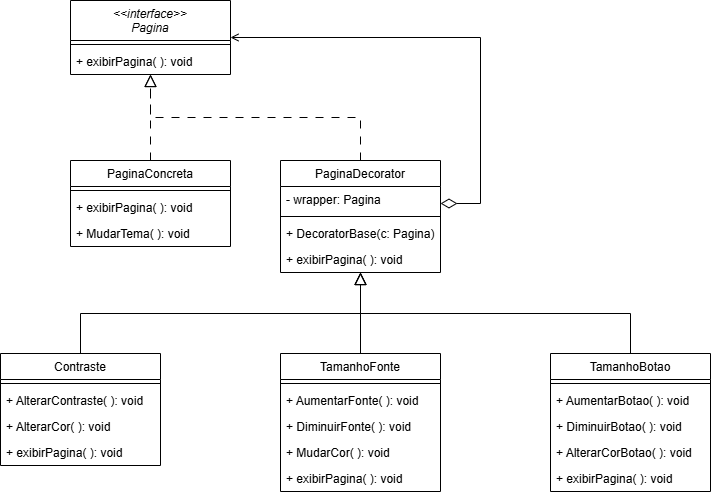 <<interface>>
Pagina
+ exibirPagina( ): void
PaginaConcreta
+ exibirPagina( ): void
+ MudarTema( ): void
PaginaDecorator
- wrapper: Pagina
+ DecoratorBase(c: Pagina)
+ exibirPagina( ): void
Contraste
+ AlterarContraste( ): void
+ AlterarCor( ): void
+ exibirPagina( ): void
TamanhoFonte
+ AumentarFonte( ): void
+ DiminuirFonte( ): void
+ MudarCor( ): void
+ exibirPagina( ): void
TamanhoBotao
+ AumentarBotao( ): void
+ DiminuirBotao( ): void
+ AlterarCorBotao( ): void
+ exibirPagina( ): void